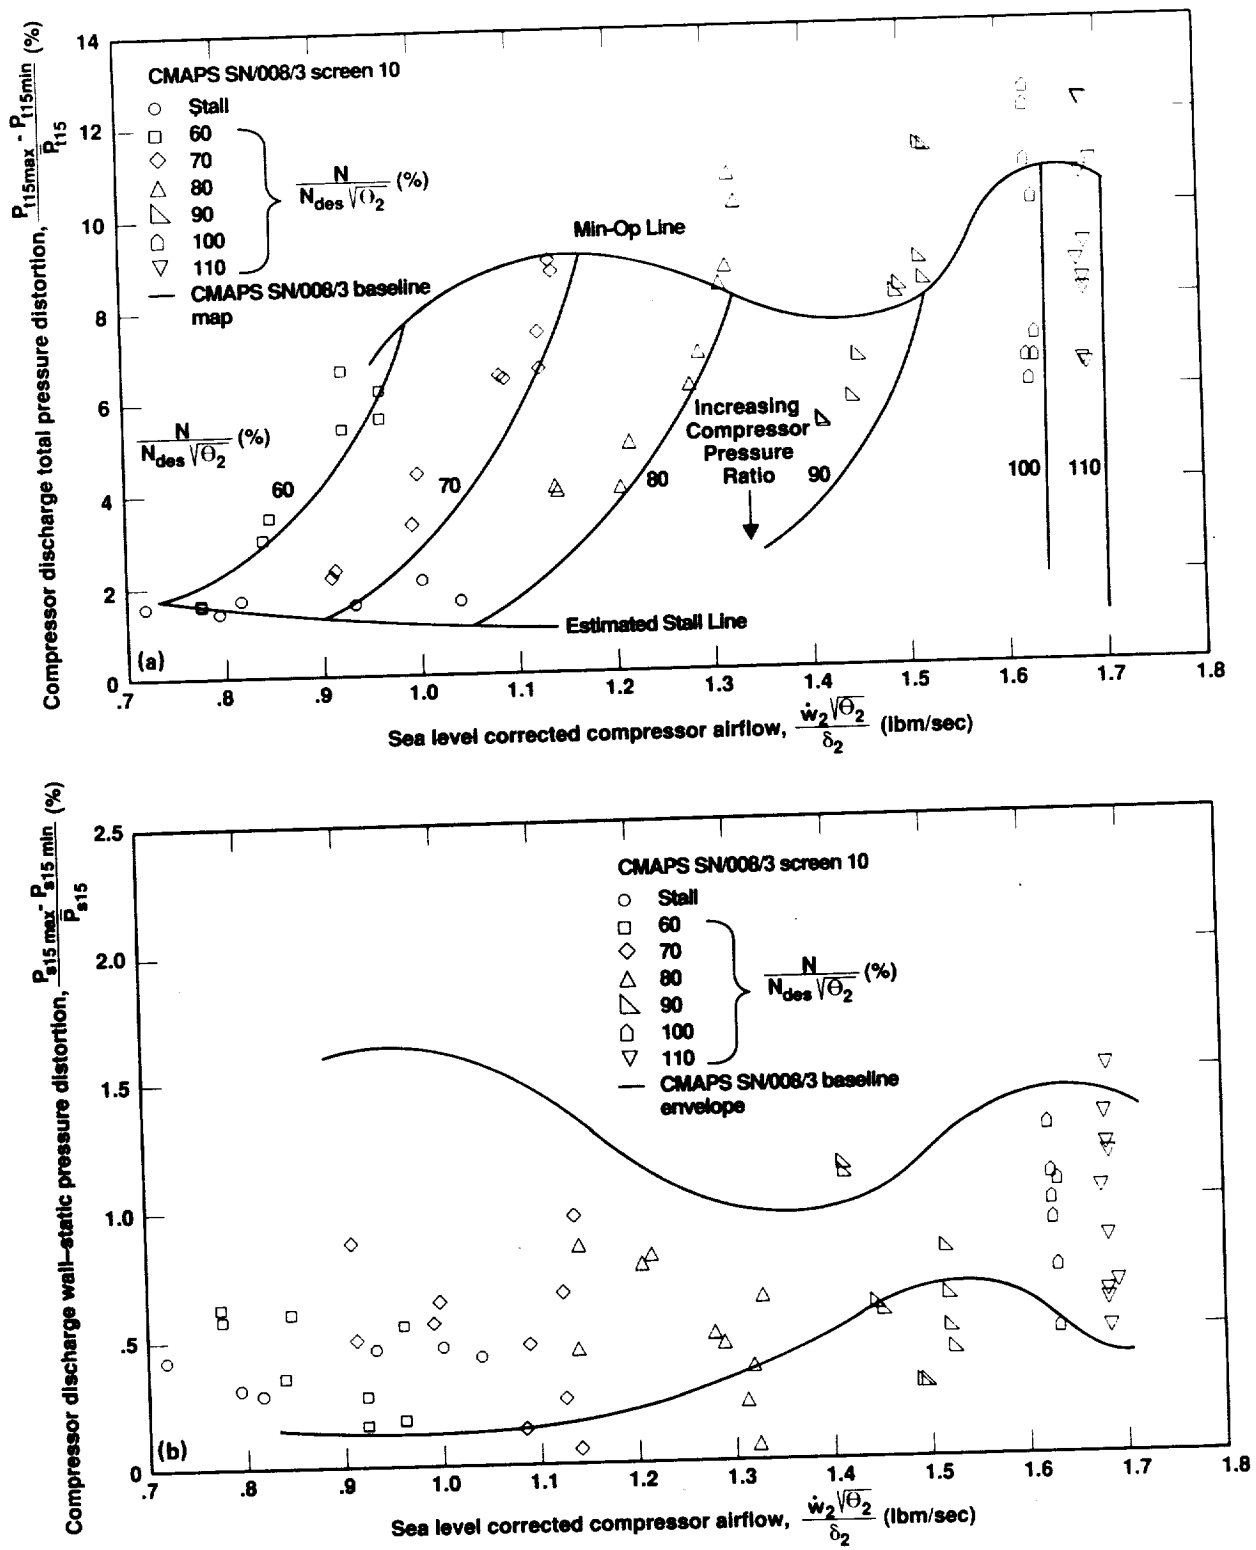 Compressor discharge total pressure distortion, P_t15max - P_t15min / P̄_t15 (%)
14
12
10
8
6
4
2
0
CMAPS SN/008/3 screen 10
Stall
60
70
80
90
100
110
N / N_des √Θ_2 (%)
CMAPS SN/008/3 baseline
map
Min-Op Line
N / N_des √Θ_2 (%)
60
70
80
90
100
110
Increasing
Compressor
Pressure
Ratio
Estimated Stall Line
(a)
.7 .8 .9 1.0 1.1 1.2 1.3 1.4 1.5 1.6 1.7 1.8
Sea level corrected compressor airflow, ẇ_2 √Θ_2 / δ_2 (lbm/sec)
Compressor discharge wall–static pressure distortion, P_s15 max - P_s15 min / P̄_s15 (%)
2.5
2.0
1.5
1.0
.5
0
CMAPS SN/008/3 screen 10
Stall
60
70
80
90
100
110
N / N_des √Θ_2 (%)
CMAPS SN/008/3 baseline
envelope
(b)
.7 .8 .9 1.0 1.1 1.2 1.3 1.4 1.5 1.6 1.7 1.8
Sea level corrected compressor airflow, ẇ_2 √Θ_2 / δ_2 (lbm/sec)